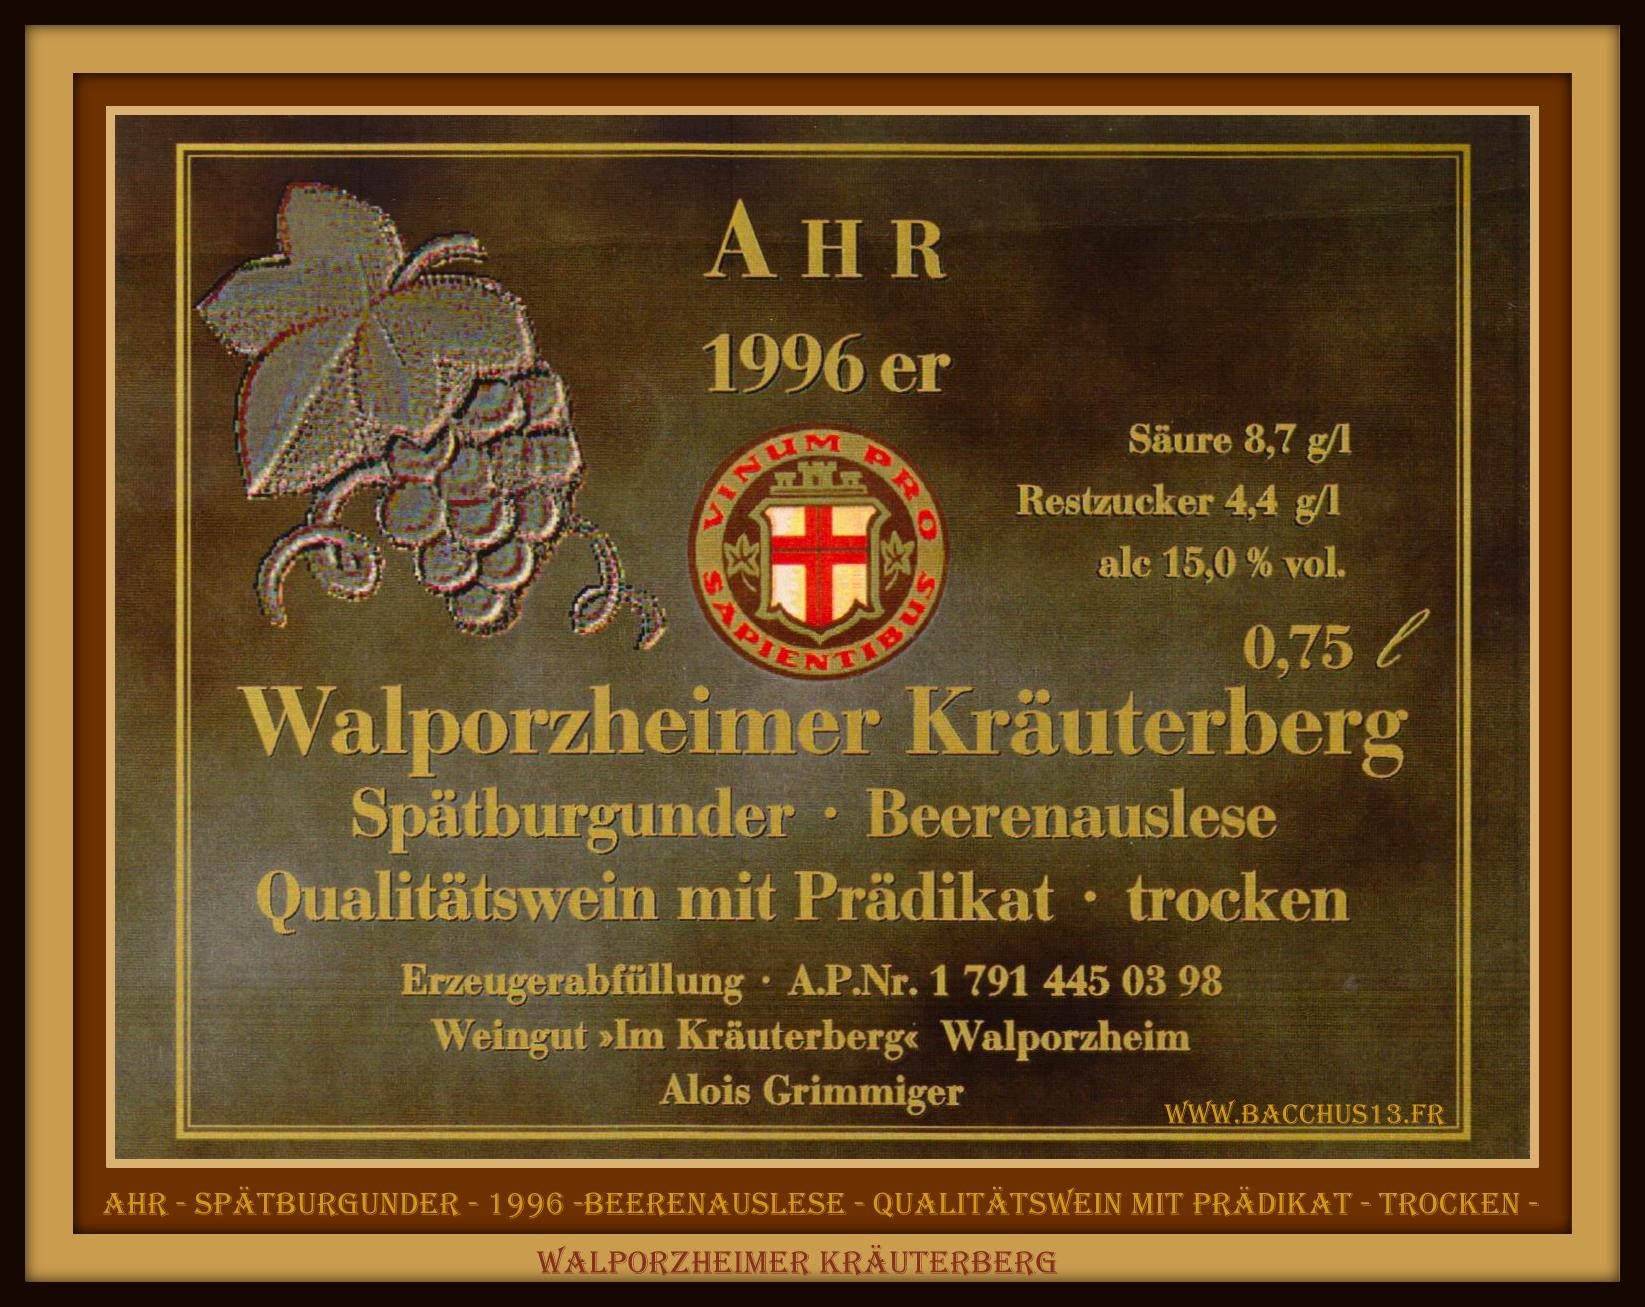 AHR
1996er
VINUM PRO
SAPIENTIBUS
Säure 8,7 g/l
Restzucker 4,4 g/l
alc 15,0 % vol.
0,75 l
Walporzheimer Kräuterberg
Spätburgunder · Beerenauslese
Qualitätswein mit Prädikat · trocken
Erzeugerabfüllung · A.P.Nr. 1 791 445 03 98
Weingut »Im Kräuterberg« Walporzheim
Alois Grimmiger
WWW.BACCHUS13.FR
AHR - SPÄTBURGUNDER - 1996 -BEERENAUSLESE - QUALITÄTSWEIN MIT PRÄDIKAT - TROCKEN -
WALPORZHEIMER KRÄUTERBERG